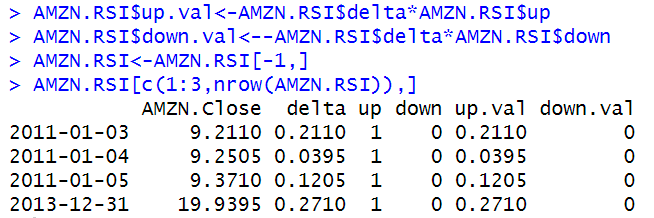 > AMZN.RSI$up.val<-AMZN.RSI$delta*AMZN.RSI$up
> AMZN.RSI$down.val<--AMZN.RSI$delta*AMZN.RSI$down
> AMZN.RSI<-AMZN.RSI[-1,]
> AMZN.RSI[c(1:3,nrow(AMZN.RSI)),]
AMZN.Close delta up down up.val down.val
2011-01-03 9.2110 0.2110 1 0 0.2110 0
2011-01-04 9.2505 0.0395 1 0 0.0395 0
2011-01-05 9.3710 0.1205 1 0 0.1205 0
2013-12-31 19.9395 0.2710 1 0 0.2710 0